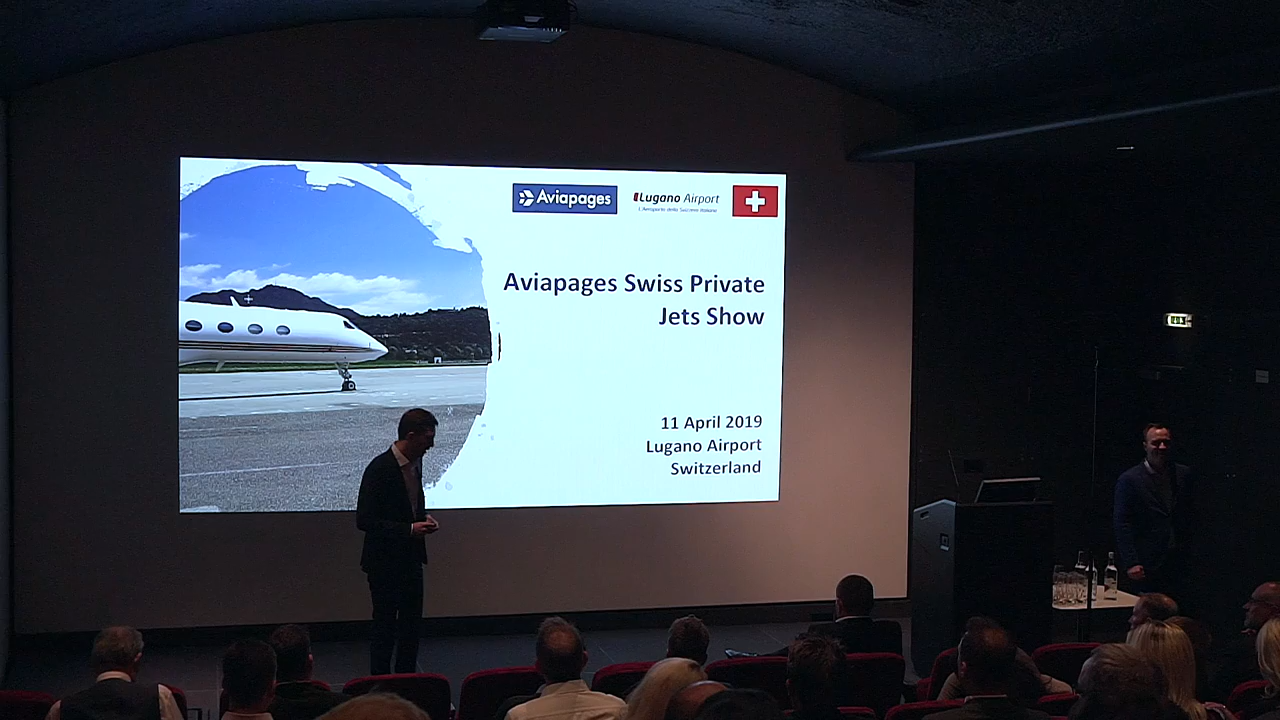 Aviapages
Lugano Airport
L'Aeroporto della Svizzera italiana
Aviapages Swiss Private
Jets Show
11 April 2019
Lugano Airport
Switzerland